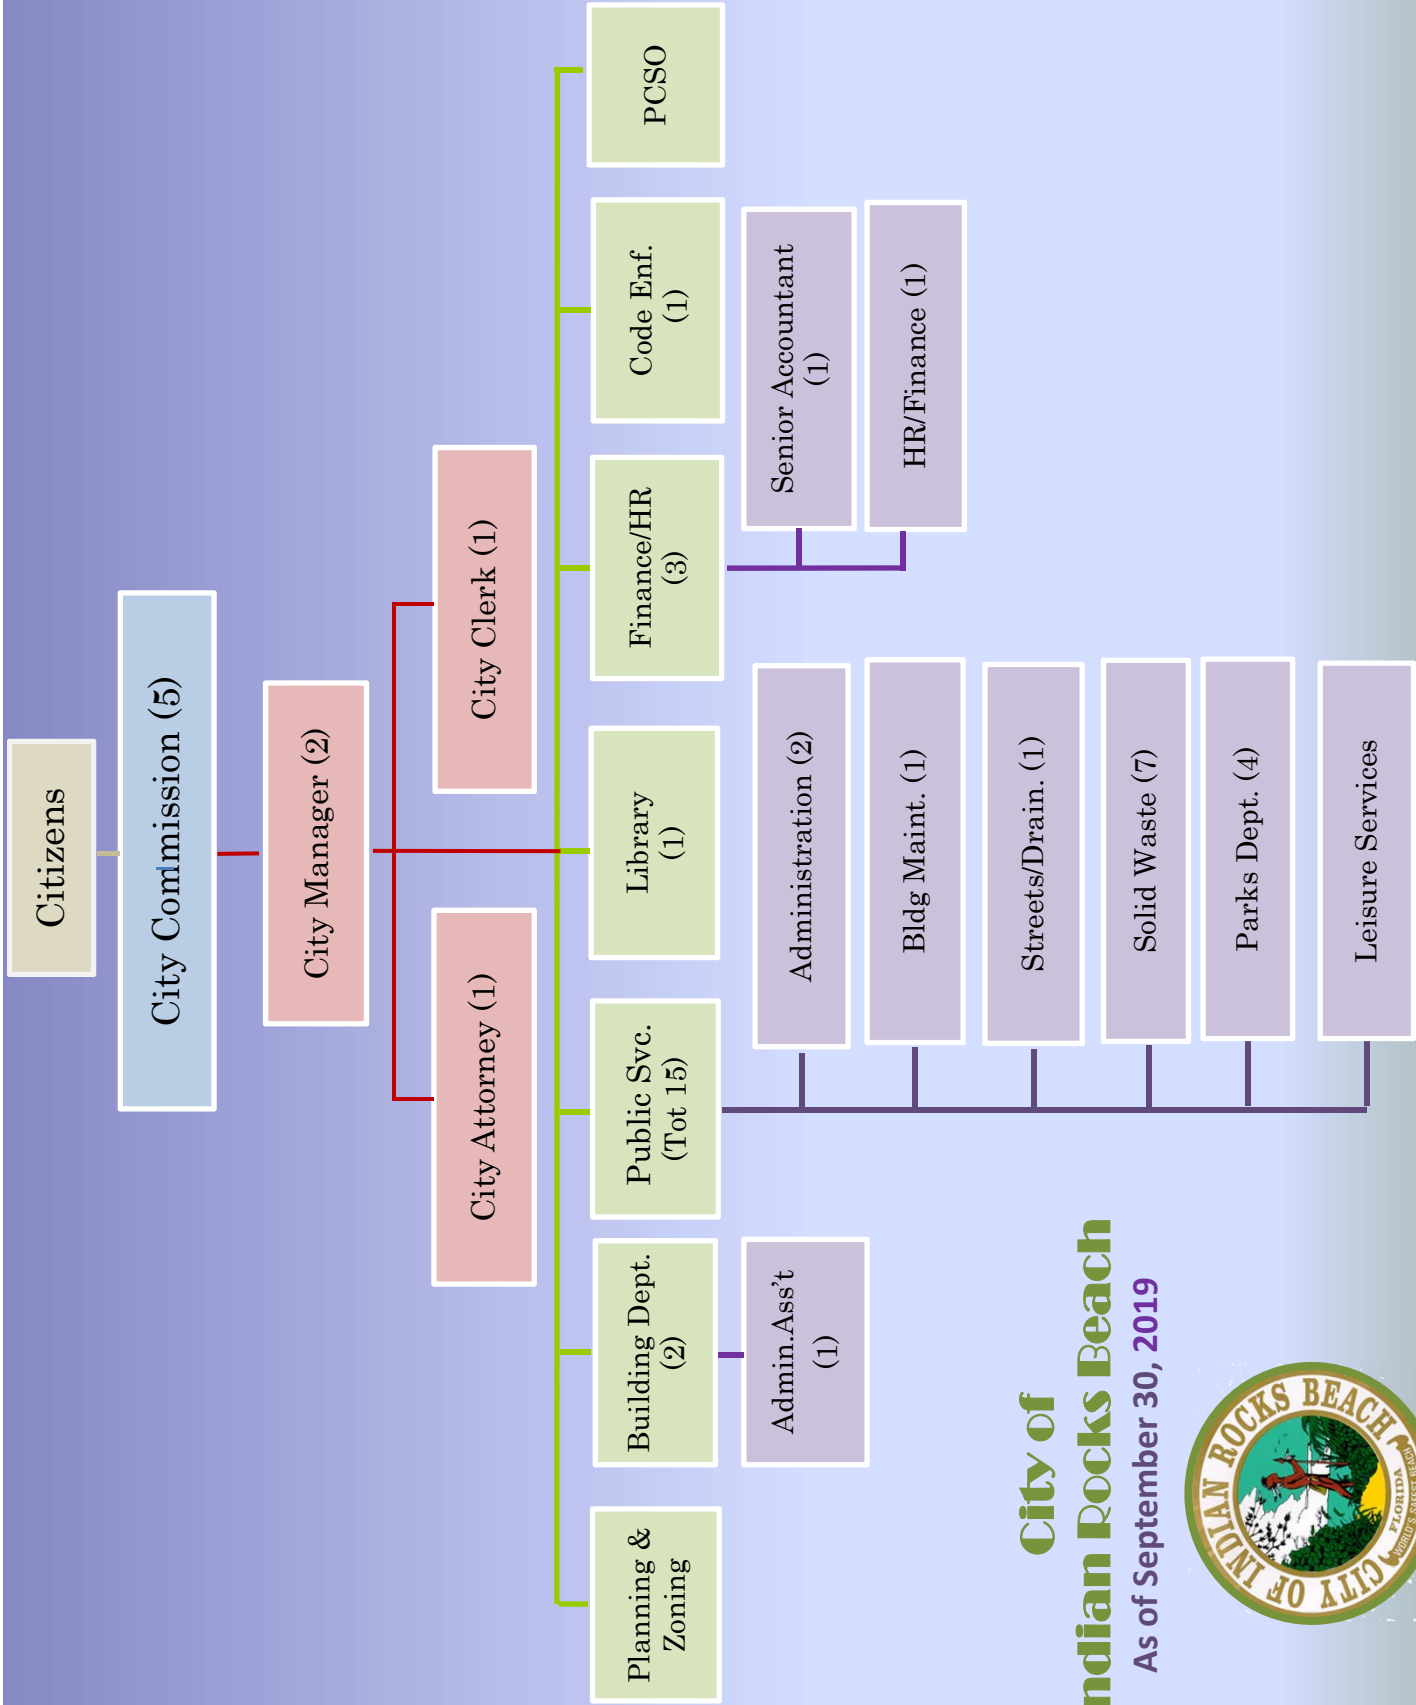 Citizens
City Commission (5)
City Manager (2)
City Attorney (1)
City Clerk (1)
Planning &
Zoning
Building Dept.
(2)
Public Svc.
(Tot 15)
Library
(1)
Finance/HR
(3)
Code Enf.
(1)
PCSO
Admin.Ass't
(1)
Administration (2)
Bldg Maint. (1)
Streets/Drain. (1)
Solid Waste (7)
Parks Dept. (4)
Leisure Services
Senior Accountant
(1)
HR/Finance (1)
City of
ndian Rocks Beach
As of September 30, 2019
CITY OF INDIAN ROCKS BEACH
FLORIDA
WORLD'S SAFEST BEACH